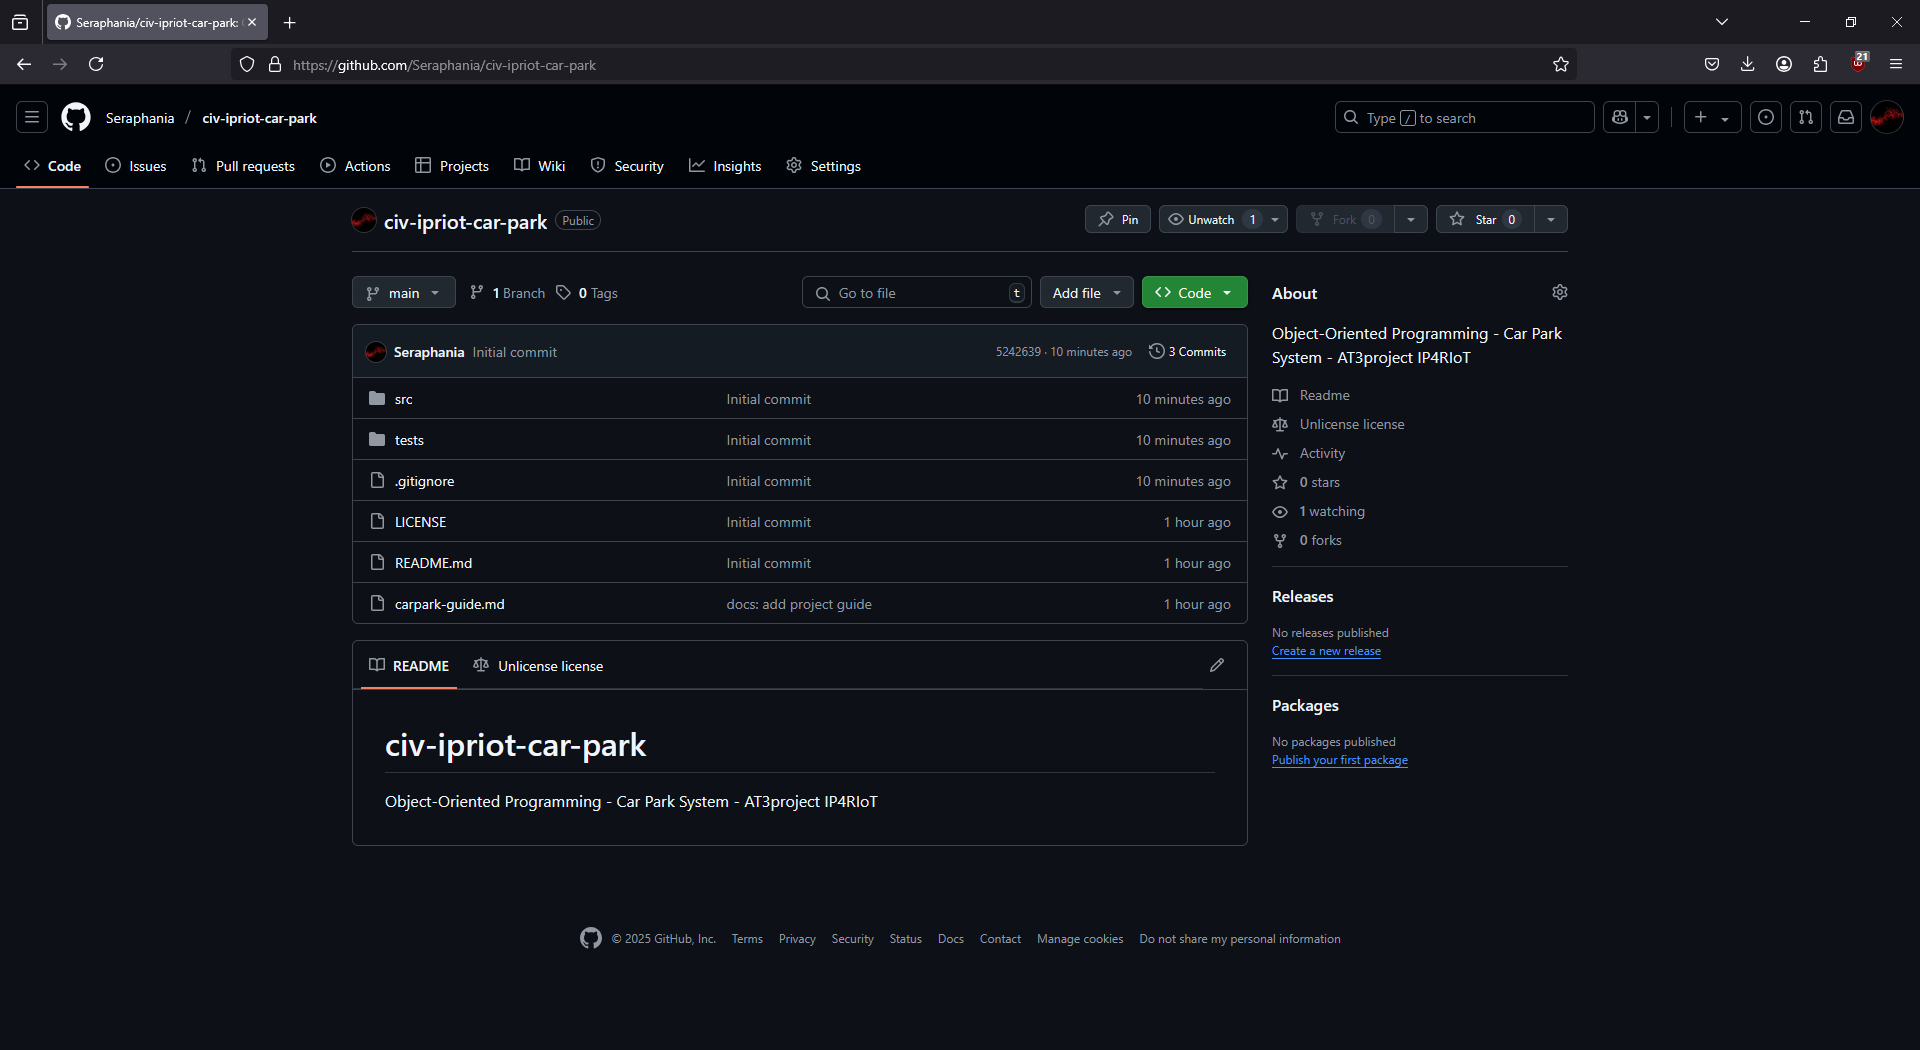 Seraphania/civ-ipriot-car-park:
https://github.com/Seraphania/civ-ipriot-car-park
21
Seraphania / civ-ipriot-car-park
Type / to search
Code Issues Pull requests Actions Projects Wiki Security Insights Settings
civ-ipriot-car-park Public
Pin Unwatch 1 Fork 0 Star 0
main 1 Branch 0 Tags Go to file t Add file Code
Seraphania Initial commit 5242639 · 10 minutes ago 3 Commits
src Initial commit 10 minutes ago
tests Initial commit 10 minutes ago
.gitignore Initial commit 10 minutes ago
LICENSE Initial commit 1 hour ago
README.md Initial commit 1 hour ago
carpark-guide.md docs: add project guide 1 hour ago
README Unlicense license
civ-ipriot-car-park
Object-Oriented Programming - Car Park System - AT3project IP4RIoT
About
Object-Oriented Programming - Car Park
System - AT3project IP4RIoT
Readme
Unlicense license
Activity
0 stars
1 watching
0 forks
Releases
No releases published
Create a new release
Packages
No packages published
Publish your first package
© 2025 GitHub, Inc. Terms Privacy Security Status Docs Contact Manage cookies Do not share my personal information